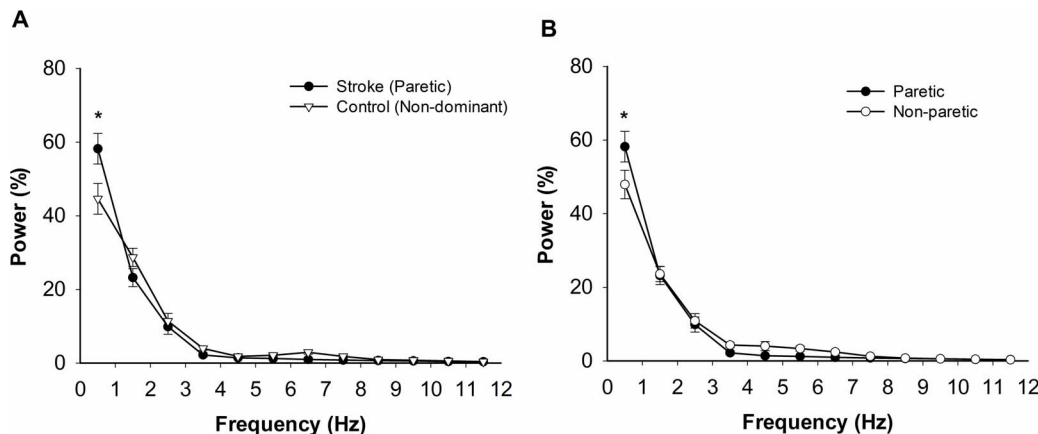 A
80
60
40
20
0
Power (%)
*
Stroke (Paretic)
Control (Non-dominant)
0 1 2 3 4 5 6 7 8 9 10 11 12
Frequency (Hz)
B
80
60
40
20
0
Power (%)
*
Paretic
Non-paretic
0 1 2 3 4 5 6 7 8 9 10 11 12
Frequency (Hz)